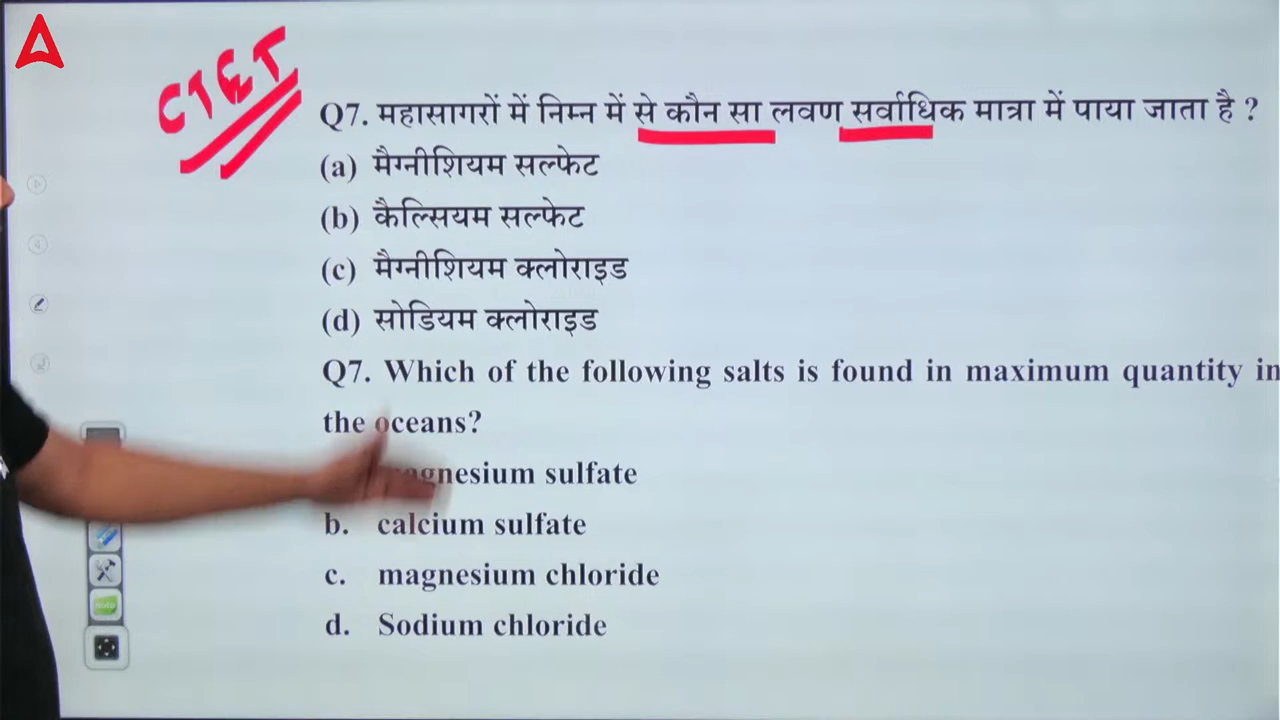 CTET
Q7. महासागरों में निम्न में से कौन सा लवण सर्वाधिक मात्रा में पाया जाता है ?
(a) मैग्नीशियम सल्फेट
(b) कैल्सियम सल्फेट
(c) मैग्नीशियम क्लोराइड
(d) सोडियम क्लोराइड
Q7. Which of the following salts is found in maximum quantity in
the oceans?
magnesium sulfate
b. calcium sulfate
c. magnesium chloride
d. Sodium chloride